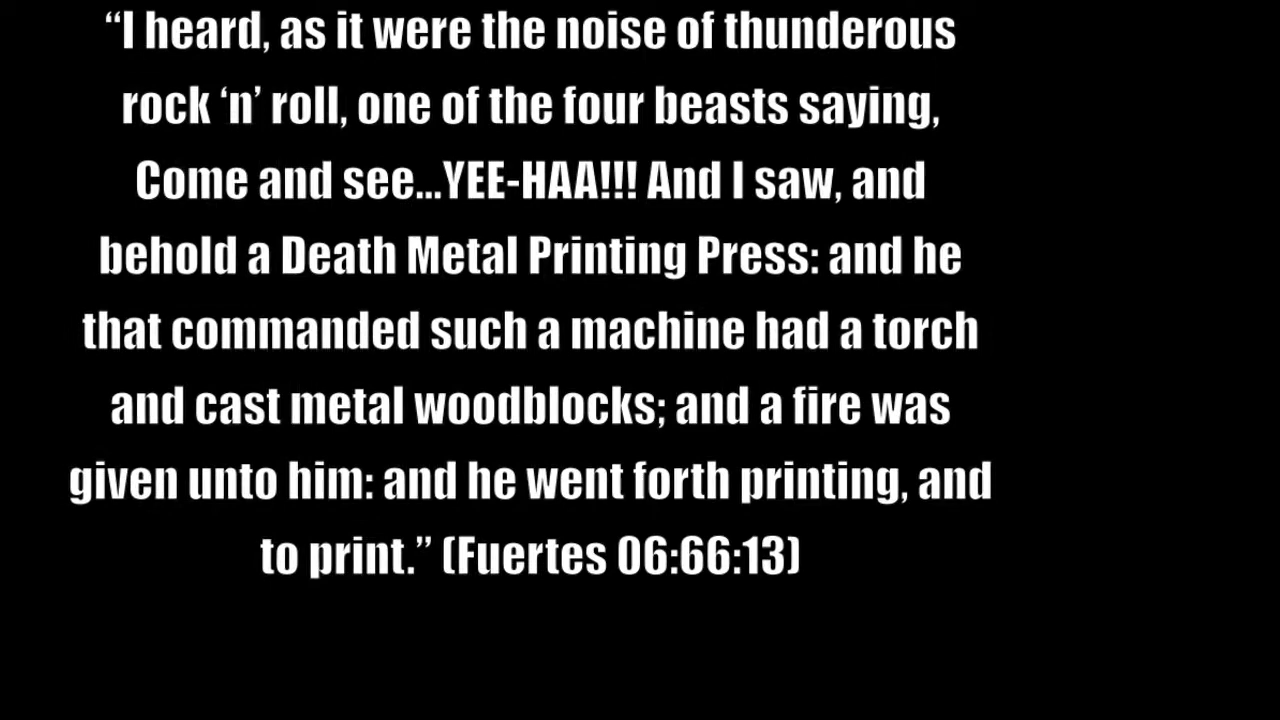 “I heard, as it were the noise of thunderous
rock ‘n’ roll, one of the four beasts saying,
Come and see...YEE-HAA!!! And I saw, and
behold a Death Metal Printing Press: and he
that commanded such a machine had a torch
and cast metal woodblocks; and a fire was
given unto him: and he went forth printing, and
to print.” (Fuertes 06:66:13)